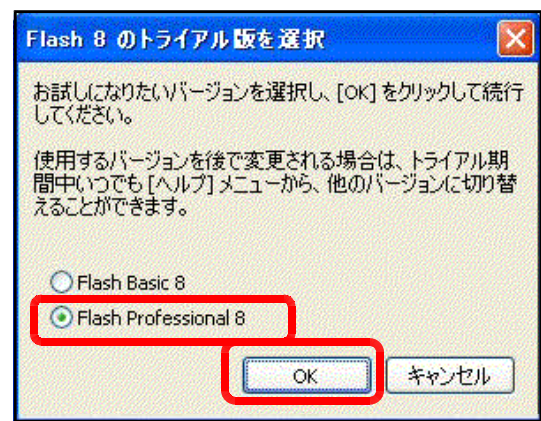 Flash 8 のトライアル版を選択
お試しになりたいバージョンを選択し、[OK] をクリックして続行
してください。
使用するバージョンを後で変更される場合は、トライアル期
間中いつでも [ヘルプ] メニューから、他のバージョンに切り替
えることができます。
Flash Basic 8
Flash Professional 8
OK
キャンセル